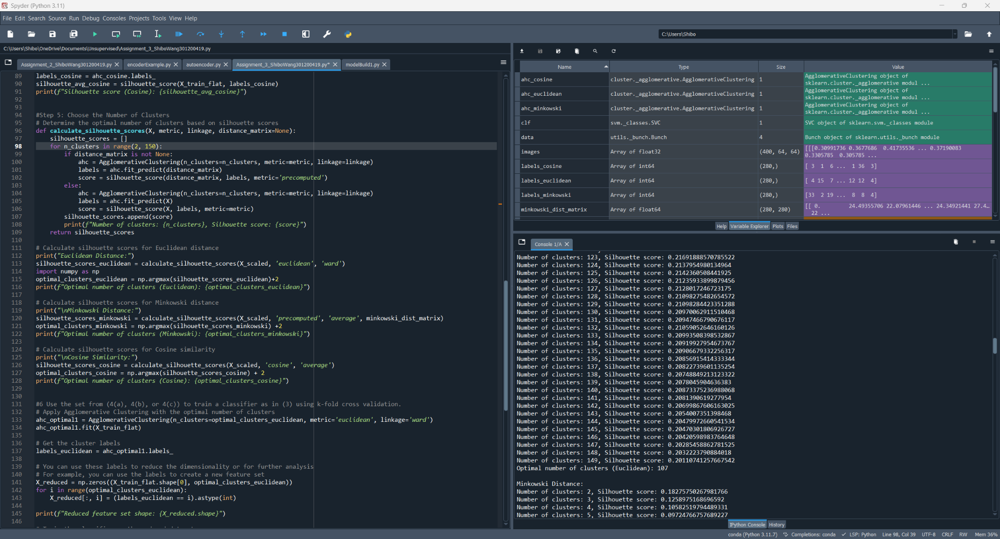 Spyder (Python 3.11)
File Edit Search Source Run Debug Consoles Projects Tools View Help
C:\Users\Shibo
C:\Users\Shibo\OneDrive\Documents\Unsupervised\Assignment_3_ShiboWang301200419.py
Assignment_2_ShiboWang301200419.py encoderExample.py autoencoder.py Assignment_3_ShiboWang301200419.py* modelBuild1.py
89 labels_cosine = ahc_cosine.labels_
90 silhouette_avg_cosine = silhouette_score(X_train_flat, labels_cosine)
91 print(f"Silhouette score (Cosine): {silhouette_avg_cosine}")
92
93
94 #Step 5: Choose the Number of Clusters
95 # Determine the optimal number of clusters based on silhouette scores
96 def calculate_silhouette_scores(X, metric, linkage, distance_matrix=None):
97     silhouette_scores = []
98     for n_clusters in range(2, 150):
99         if distance_matrix is not None:
100             ahc = AgglomerativeClustering(n_clusters=n_clusters, metric=metric, linkage=linkage)
101             labels = ahc.fit_predict(distance_matrix)
102             score = silhouette_score(distance_matrix, labels, metric='precomputed')
103         else:
104             ahc = AgglomerativeClustering(n_clusters=n_clusters, metric=metric, linkage=linkage)
105             labels = ahc.fit_predict(X)
106             score = silhouette_score(X, labels, metric=metric)
107         silhouette_scores.append(score)
108         print(f"Number of clusters: {n_clusters}, Silhouette score: {score}")
109     return silhouette_scores
110
111 # Calculate silhouette scores for Euclidean distance
112 print("Euclidean Distance:")
113 silhouette_scores_euclidean = calculate_silhouette_scores(X_scaled, 'euclidean', 'ward')
114 import numpy as np
115 optimal_clusters_euclidean = np.argmax(silhouette_scores_euclidean)+2
116 print(f"Optimal number of clusters (Euclidean): {optimal_clusters_euclidean}")
117
118 # Calculate silhouette scores for Minkowski distance
119 print("\nMinkowski Distance:")
120 silhouette_scores_minkowski = calculate_silhouette_scores(X_scaled, 'precomputed', 'average', minkowski_dist_matrix)
121 optimal_clusters_minkowski = np.argmax(silhouette_scores_minkowski) +2
122 print(f"Optimal number of clusters (Minkowski): {optimal_clusters_minkowski}")
123
124 # Calculate silhouette scores for Cosine similarity
125 print("\nCosine Similarity:")
126 silhouette_scores_cosine = calculate_silhouette_scores(X_scaled, 'cosine', 'average')
127 optimal_clusters_cosine = np.argmax(silhouette_scores_cosine) + 2
128 print(f"Optimal number of clusters (Cosine): {optimal_clusters_cosine}")
129
130
131 #6 Use the set from (4(a), 4(b), or 4(c)) to train a classifier as in (3) using k-fold cross validation.
132 # Apply Agglomerative Clustering with the optimal number of clusters
133 ahc_optimal1 = AgglomerativeClustering(n_clusters=optimal_clusters_euclidean, metric='euclidean', linkage='ward')
134 ahc_optimal1.fit(X_train_flat)
135
136 # Get the cluster labels
137 labels_euclidean = ahc_optimal1.labels_
138
139 # You can use these labels to reduce the dimensionality or for further analysis
140 # For example, you can use the labels to create a new feature set
141 X_reduced = np.zeros((X_train_flat.shape[0], optimal_clusters_euclidean))
142 for i in range(optimal_clusters_euclidean):
143     X_reduced[:, i] = (labels_euclidean == i).astype(int)
144
145 print(f"Reduced feature set shape: {X_reduced.shape}")
146
Name Type Size Value
ahc_cosine cluster._agglomerative.AgglomerativeClustering 1 AgglomerativeClustering object of
sklearn.cluster._agglomerative modul ...
ahc_euclidean cluster._agglomerative.AgglomerativeClustering 1 AgglomerativeClustering object of
sklearn.cluster._agglomerative modul ...
ahc_minkowski cluster._agglomerative.AgglomerativeClustering 1 AgglomerativeClustering object of
sklearn.cluster._agglomerative modul ...
clf svm._classes.SVC 1 SVC object of sklearn.svm._classes module
data utils._bunch.Bunch 4 Bunch object of sklearn.utils._bunch module
images Array of float32 (400, 64, 64) [[[0.30991736 0.3677686 0.41735536 ... 0.37190083
0.3305785 0.305785 ...
labels_cosine Array of int64 (280,) [ 3 1 6 ... 1 36 3]
labels_euclidean Array of int64 (280,) [ 4 15 7 ... 12 12 4]
labels_minkowski Array of int64 (280,) [33 2 19 ... 8 8 4]
minkowski_dist_matrix Array of float64 (280, 280) [[ 0. 24.49355706 22.07961446 ... 24.34921441 27.4...
22 ...
Help Variable Explorer Plots Files
Console 1/A
Number of clusters: 123, Silhouette score: 0.21691888570785522
Number of clusters: 124, Silhouette score: 0.2137954980134964
Number of clusters: 125, Silhouette score: 0.2142360508441925
Number of clusters: 126, Silhouette score: 0.21235933899879456
Number of clusters: 127, Silhouette score: 0.2128017246723175
Number of clusters: 128, Silhouette score: 0.21098275482654572
Number of clusters: 129, Silhouette score: 0.21098284423351288
Number of clusters: 130, Silhouette score: 0.20970062911510468
Number of clusters: 131, Silhouette score: 0.20947466790676117
Number of clusters: 132, Silhouette score: 0.21059052646160126
Number of clusters: 133, Silhouette score: 0.20993508398532867
Number of clusters: 134, Silhouette score: 0.20919927954673767
Number of clusters: 135, Silhouette score: 0.20906679332256317
Number of clusters: 136, Silhouette score: 0.20856915414333344
Number of clusters: 137, Silhouette score: 0.20822739601135254
Number of clusters: 138, Silhouette score: 0.20748849213123322
Number of clusters: 139, Silhouette score: 0.2078045904636383
Number of clusters: 140, Silhouette score: 0.20873375236988068
Number of clusters: 141, Silhouette score: 0.2081390619277954
Number of clusters: 142, Silhouette score: 0.20699867606163025
Number of clusters: 143, Silhouette score: 0.2054007351398468
Number of clusters: 144, Silhouette score: 0.20479972660541534
Number of clusters: 145, Silhouette score: 0.20470301806926727
Number of clusters: 146, Silhouette score: 0.20420598983764648
Number of clusters: 147, Silhouette score: 0.20285458862781525
Number of clusters: 148, Silhouette score: 0.2032223790884018
Number of clusters: 149, Silhouette score: 0.20110741257667542
Optimal number of clusters (Euclidean): 107
Minkowski Distance:
Number of clusters: 2, Silhouette score: 0.18275750267981766
Number of clusters: 3, Silhouette score: 0.1258975168696592
Number of clusters: 4, Silhouette score: 0.10582519794489331
Number of clusters: 5, Silhouette score: 0.09724766757689227
IPython Console History
conda (Python 3.11.7) Completions: conda LSP: Python Line 98, Col 39 UTF-8 CRLF RW Mem 36%